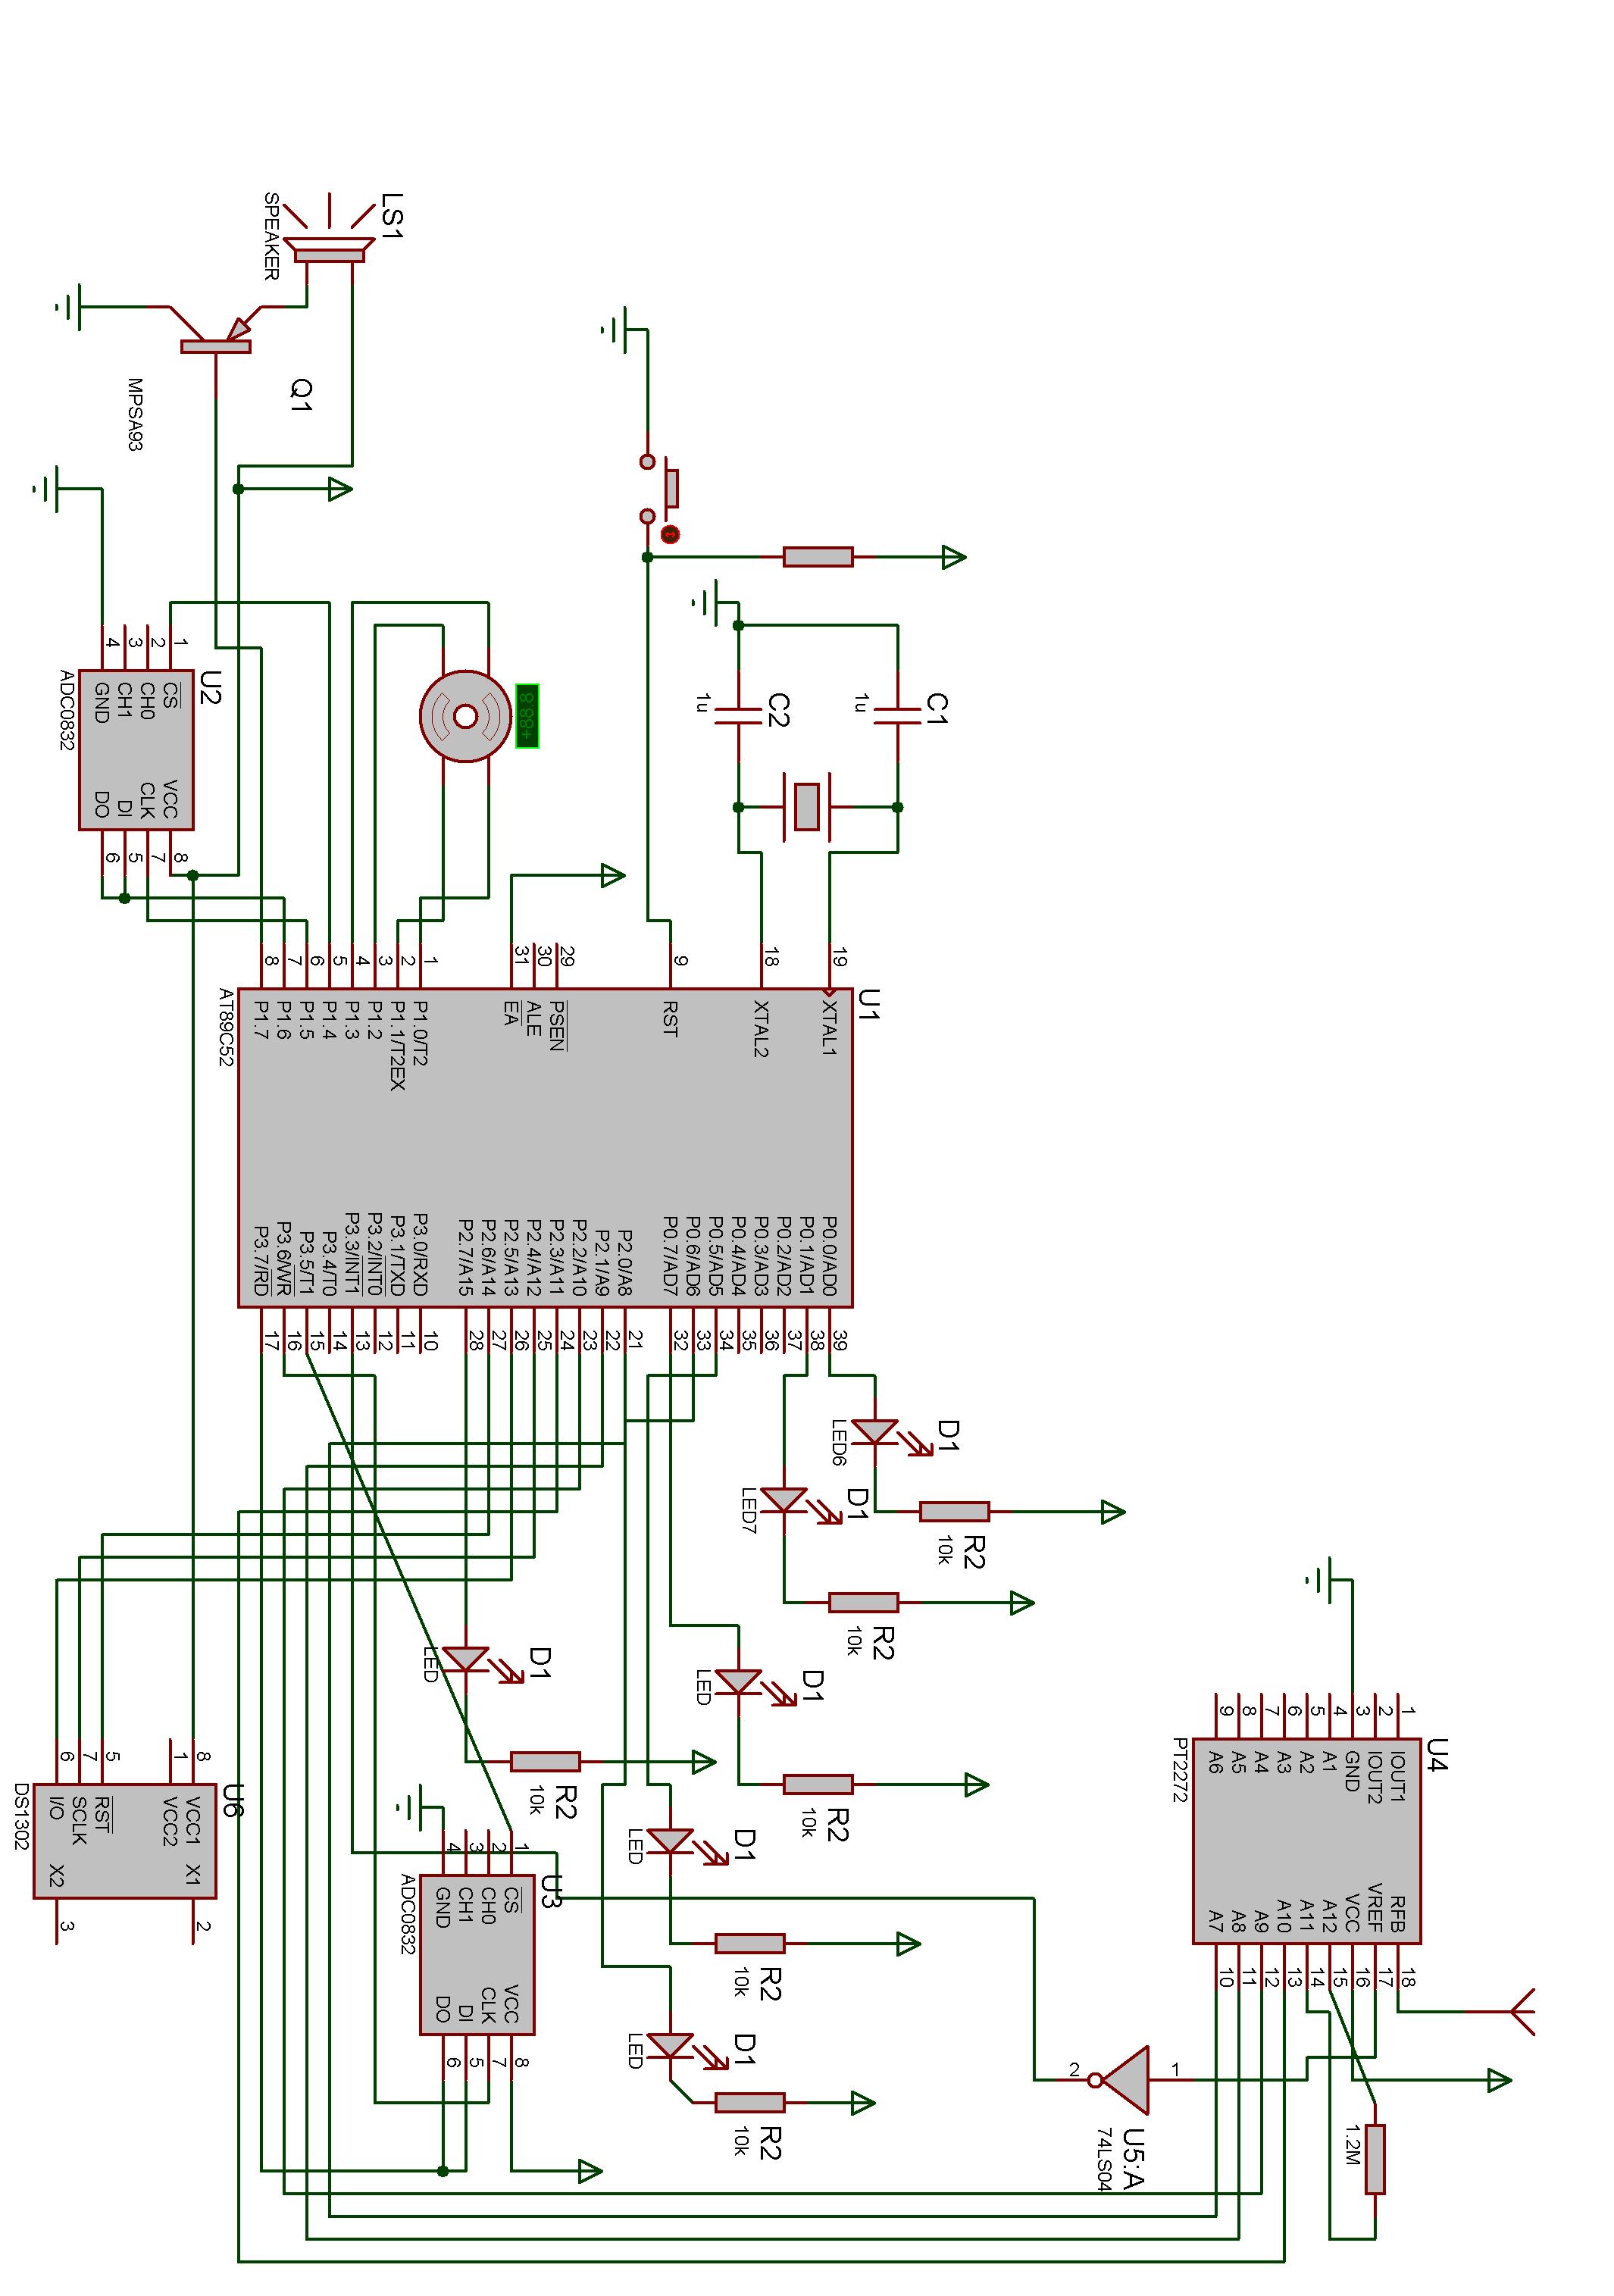 LS1
SPEAKER
Q1
MPSA93
C1
1u
C2
1u
U2
1
2
3
4
CS
CH0
CH1
GND
VCC
CLK
DI
DO
8
7
5
6
ADC0832
U1
19
18
9
29
30
31
1
2
3
4
5
6
7
8
XTAL1
XTAL2
RST
PSEN
ALE
EA
P1.0/T2
P1.1/T2EX
P1.2
P1.3
P1.4
P1.5
P1.6
P1.7
P0.0/AD0
P0.1/AD1
P0.2/AD2
P0.3/AD3
P0.4/AD4
P0.5/AD5
P0.6/AD6
P0.7/AD7
P2.0/A8
P2.1/A9
P2.2/A10
P2.3/A11
P2.4/A12
P2.5/A13
P2.6/A14
P2.7/A15
P3.0/RXD
P3.1/TXD
P3.2/INT0
P3.3/INT1
P3.4/T0
P3.5/T1
P3.6/WR
P3.7/RD
39
38
37
36
35
34
33
32
21
22
23
24
25
26
27
28
10
11
12
13
14
15
16
17
AT89C52
D1
LED6
R2
10k
D1
LED7
R2
10k
D1
LED
R2
10k
D1
LED
R2
10k
D1
LED
R2
10k
D1
LED
R2
10k
U4
1
2
3
4
5
6
7
8
9
IOUT1
IOUT2
GND
A1
A2
A3
A4
A5
A6
RFB
VREF
VCC
A12
A11
A10
A9
A8
A7
18
17
16
15
14
13
12
11
10
PT2272
1.2M
1
2
U5:A
74LS04
U3
1
2
3
4
CS
CH0
CH1
GND
VCC
CLK
DI
DO
8
7
5
6
ADC0832
U6
8
1
5
7
6
VCC1
VCC2
RST
SCLK
I/O
X1
X2
2
3
DS1302